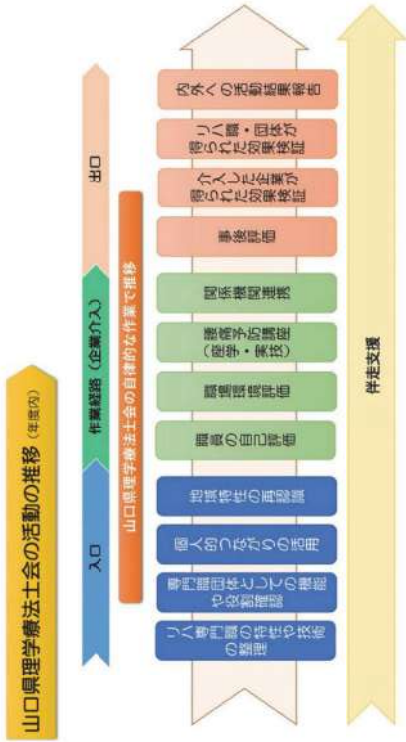 山口県理学療法士会の活動の推移（年度内）
入口
作業経路（企業介入）
出口
山口県理学療法士会の自律的な作業で推移
リハ専門職の特性や技術
の整理
専門職団体としての機能
や役割確認
個人的つながりの活用
地域特性の再認識
職員の自己評価
職場環境評価
腰痛予防講座
（座学・実技）
関係機関連携
事後評価
介入した企業が
得られた効果検証
リハ職・団体が
得られた効果検証
内外への活動結果報告
伴走支援